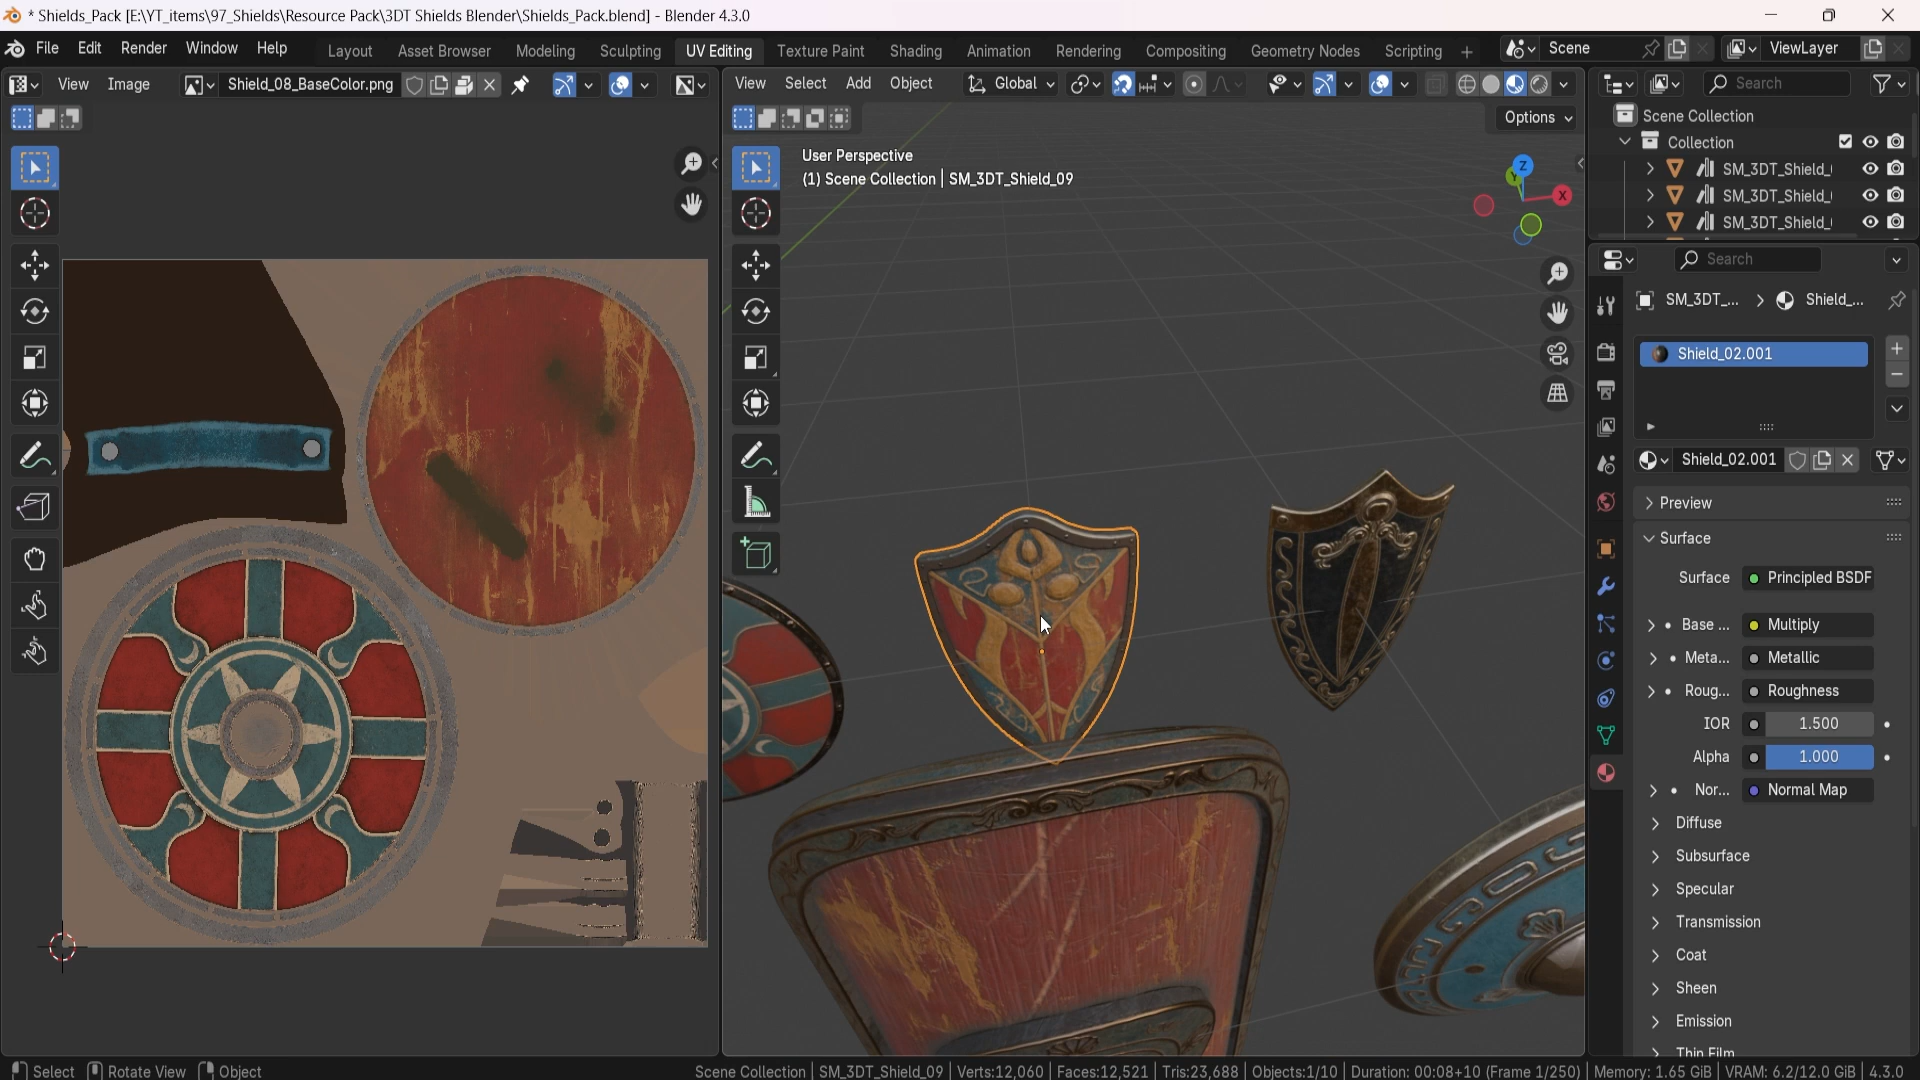 * Shields_Pack [E:\YT_items\97_Shields\Resource Pack\3DT Shields Blender\Shields_Pack.blend] - Blender 4.3.0
File Edit Render Window Help Layout Asset Browser Modeling Sculpting UV Editing Texture Paint Shading Animation Rendering Compositing Geometry Nodes Scripting + Scene ViewLayer
View Image Shield_08_BaseColor.png View Select Add Object Global Search
Options
Scene Collection
Collection
User Perspective
(1) Scene Collection | SM_3DT_Shield_09
Z
Y
X
SM_3DT_Shield_
SM_3DT_Shield_
SM_3DT_Shield_
Search
SM_3DT_... > Shield_...
Shield_02.001
Shield_02.001
Preview
Surface
Surface Principled BSDF
Base ... Multiply
Meta... Metallic
Roug... Roughness
IOR 1.500
Alpha 1.000
Nor... Normal Map
Diffuse
Subsurface
Specular
Transmission
Coat
Sheen
Emission
Thin Film
Select Rotate View Object Scene Collection | SM_3DT_Shield_09 | Verts:12,060 | Faces:12,521 | Tris:23,688 | Objects:1/10 | Duration: 00:08+10 (Frame 1/250) | Memory: 1.65 GiB | VRAM: 6.2/12.0 GiB | 4.3.0